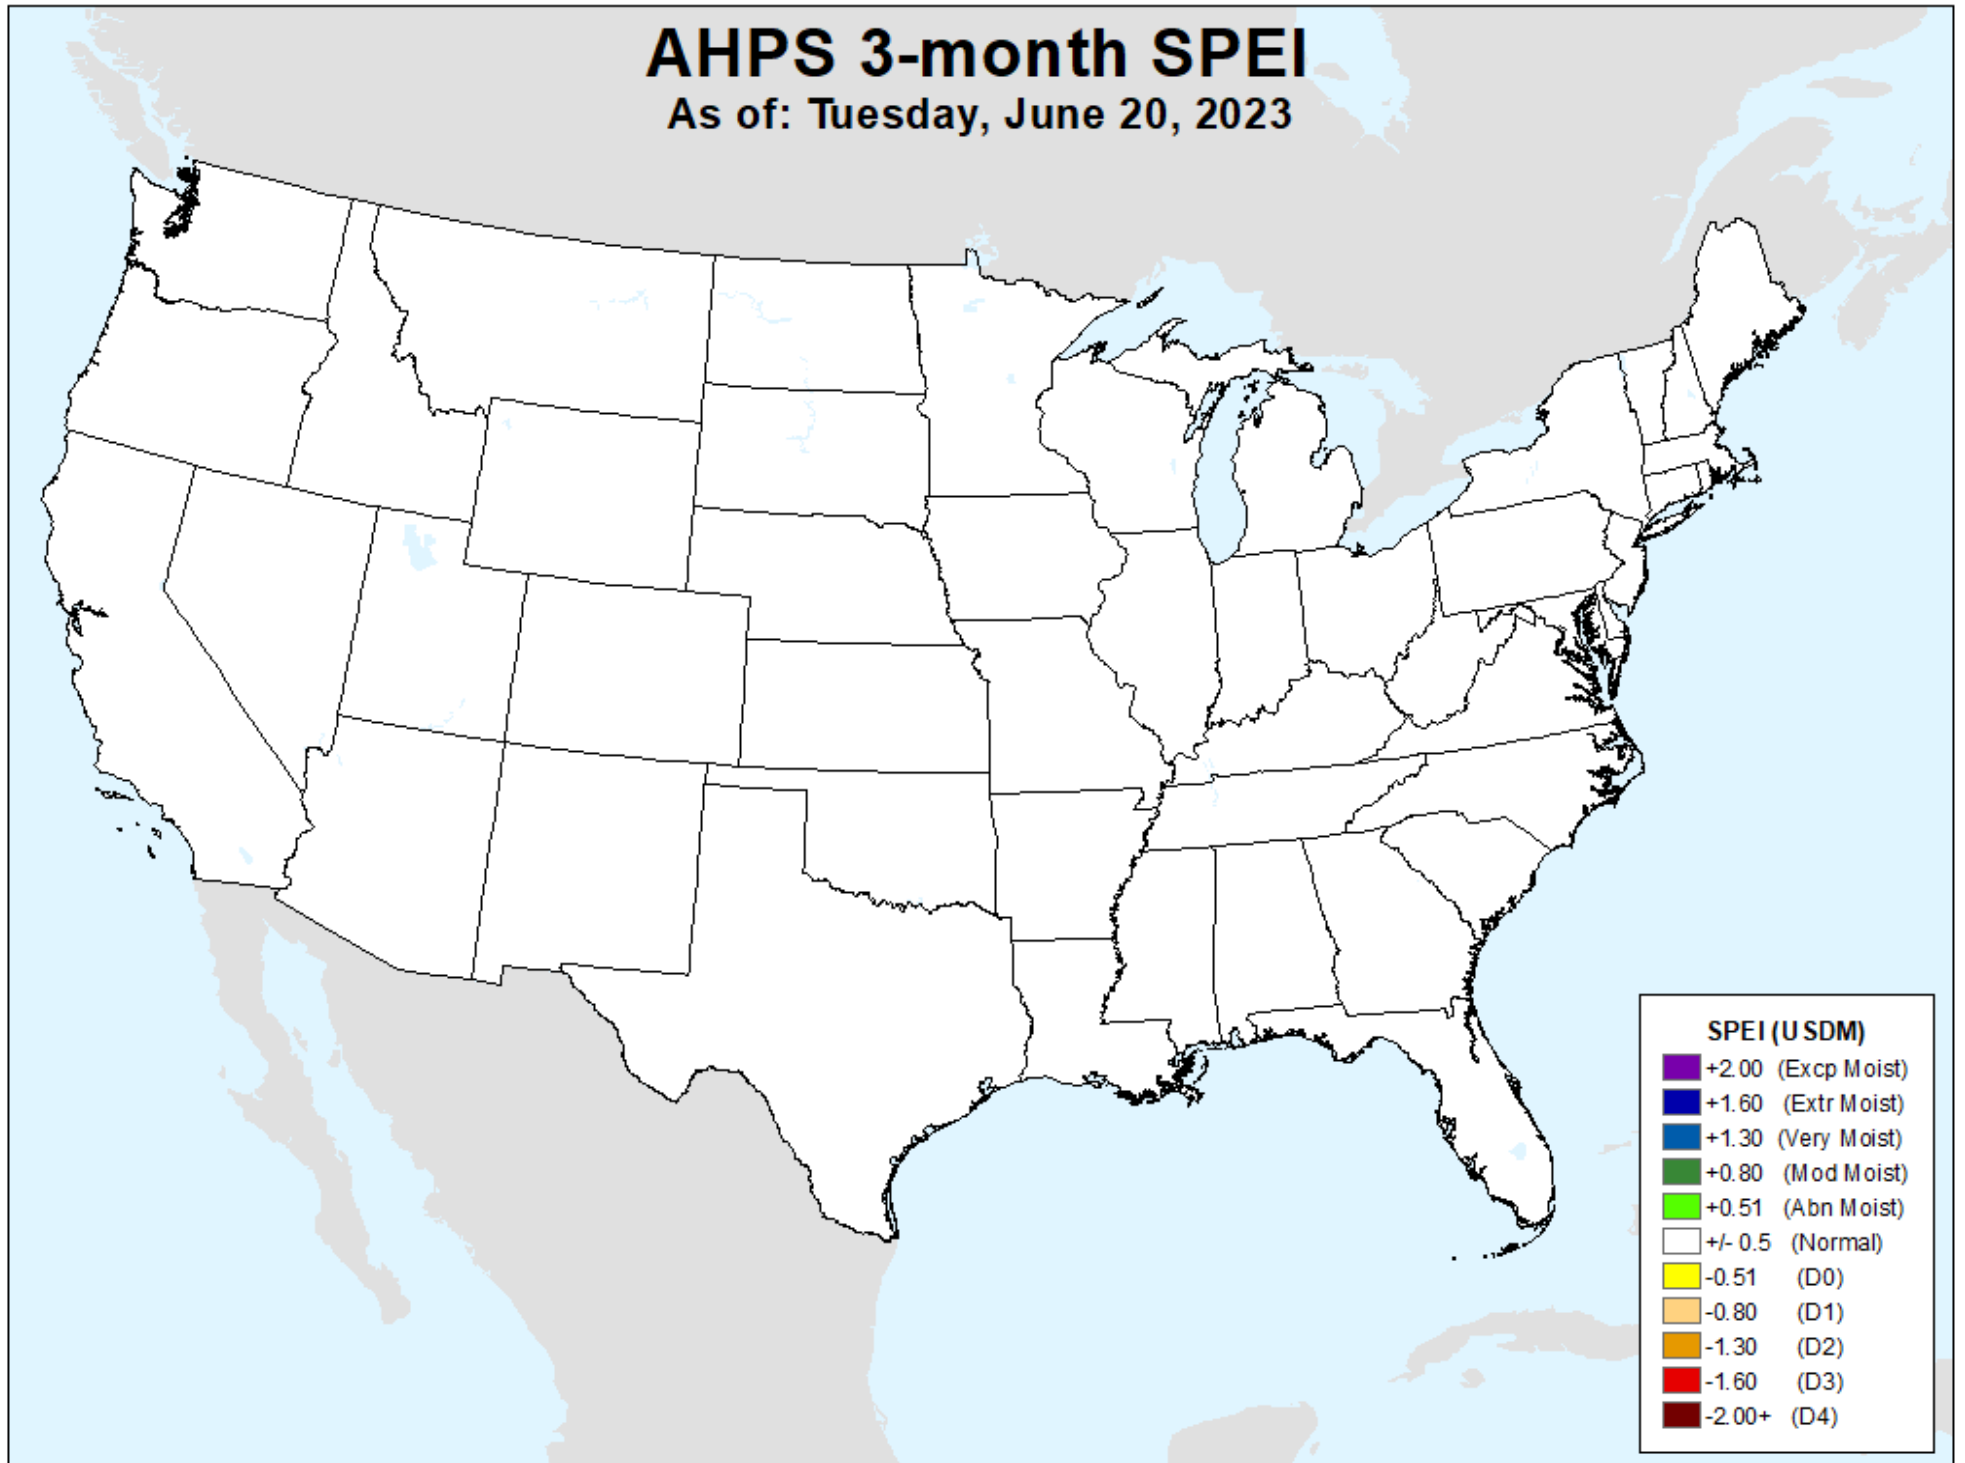 AHPS 3-month SPEI
As of: Tuesday, June 20, 2023
SPEI (USDM)
+2.00 (Excp Moist)
+1.60 (Extr Moist)
+1.30 (Very Moist)
+0.80 (Mod Moist)
+0.51 (Abn Moist)
+/- 0.5 (Normal)
-0.51 (D0)
-0.80 (D1)
-1.30 (D2)
-1.60 (D3)
-2.00+ (D4)